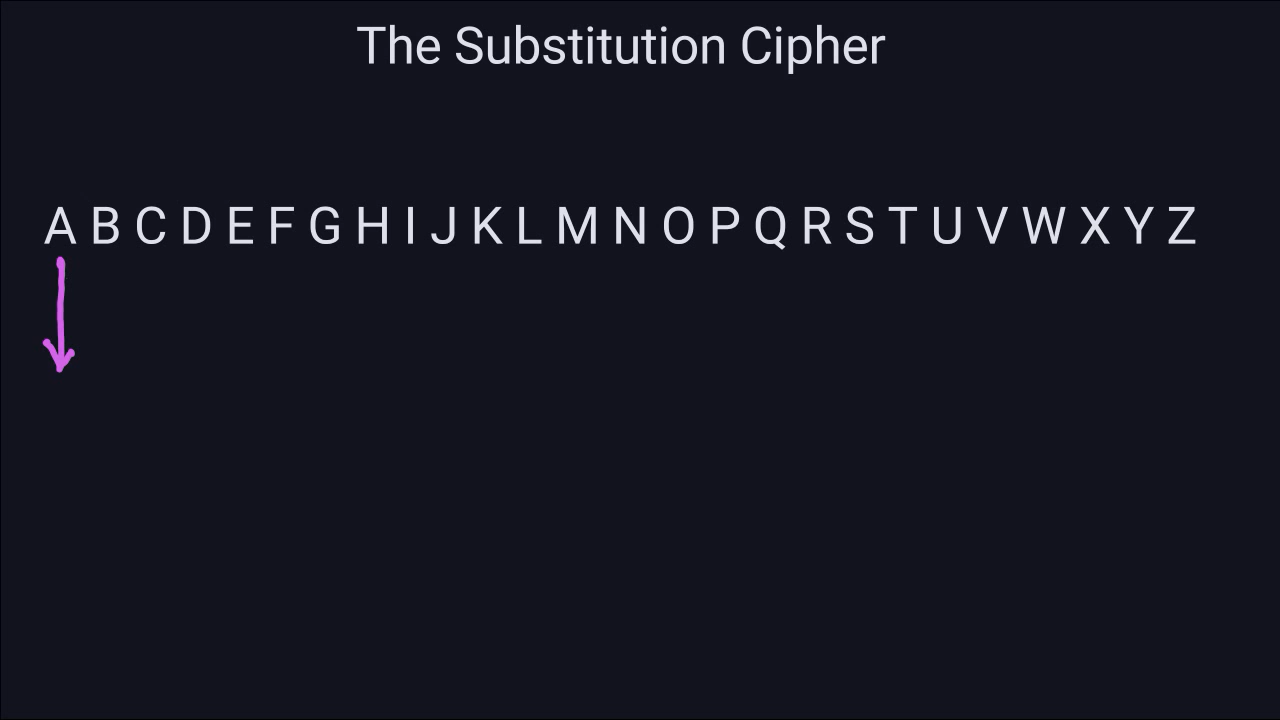 The Substitution Cipher
A B C D E F G H I J K L M N O P Q R S T U V W X Y Z